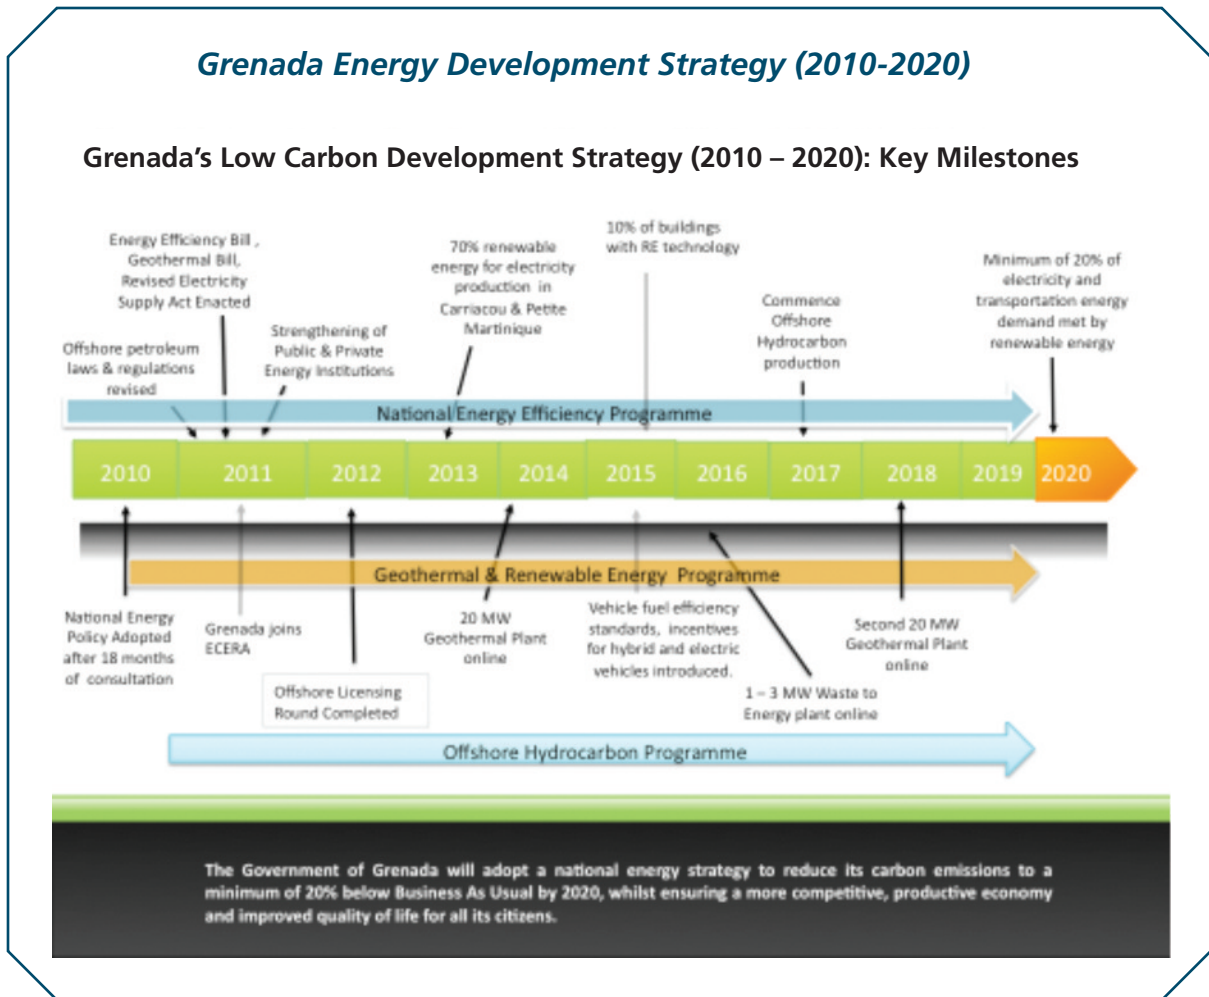 Grenada Energy Development Strategy (2010-2020)
Grenada’s Low Carbon Development Strategy (2010 – 2020): Key Milestones
Energy Efficiency Bill ,
Geothermal Bill,
Revised Electricity
Supply Act Enacted
Offshore petroleum
laws & regulations
revised
Strengthening of
Public & Private
Energy Institutions
70% renewable
energy for electricity
production in
Carriacou & Petite
Martinique
10% of buildings
with RE technology
Commence
Offshore
Hydrocarbon
production
Minimum of 20% of
electricity and
transportation energy
demand met by
renewable energy
National Energy Efficiency Programme
2010 2011 2012 2013 2014 2015 2016 2017 2018 2019 2020
Geothermal & Renewable Energy Programme
National Energy
Policy Adopted
after 18 months
of consultation
Grenada joins
ECERA
Offshore Licensing
Round Completed
20 MW
Geothermal Plant
online
Vehicle fuel efficiency
standards, incentives
for hybrid and electric
vehicles introduced.
1 – 3 MW Waste to
Energy plant online
Second 20 MW
Geothermal Plant
online
Offshore Hydrocarbon Programme
The Government of Grenada will adopt a national energy strategy to reduce its carbon emissions to a
minimum of 20% below Business As Usual by 2020, whilst ensuring a more competitive, productive economy
and improved quality of life for all its citizens.